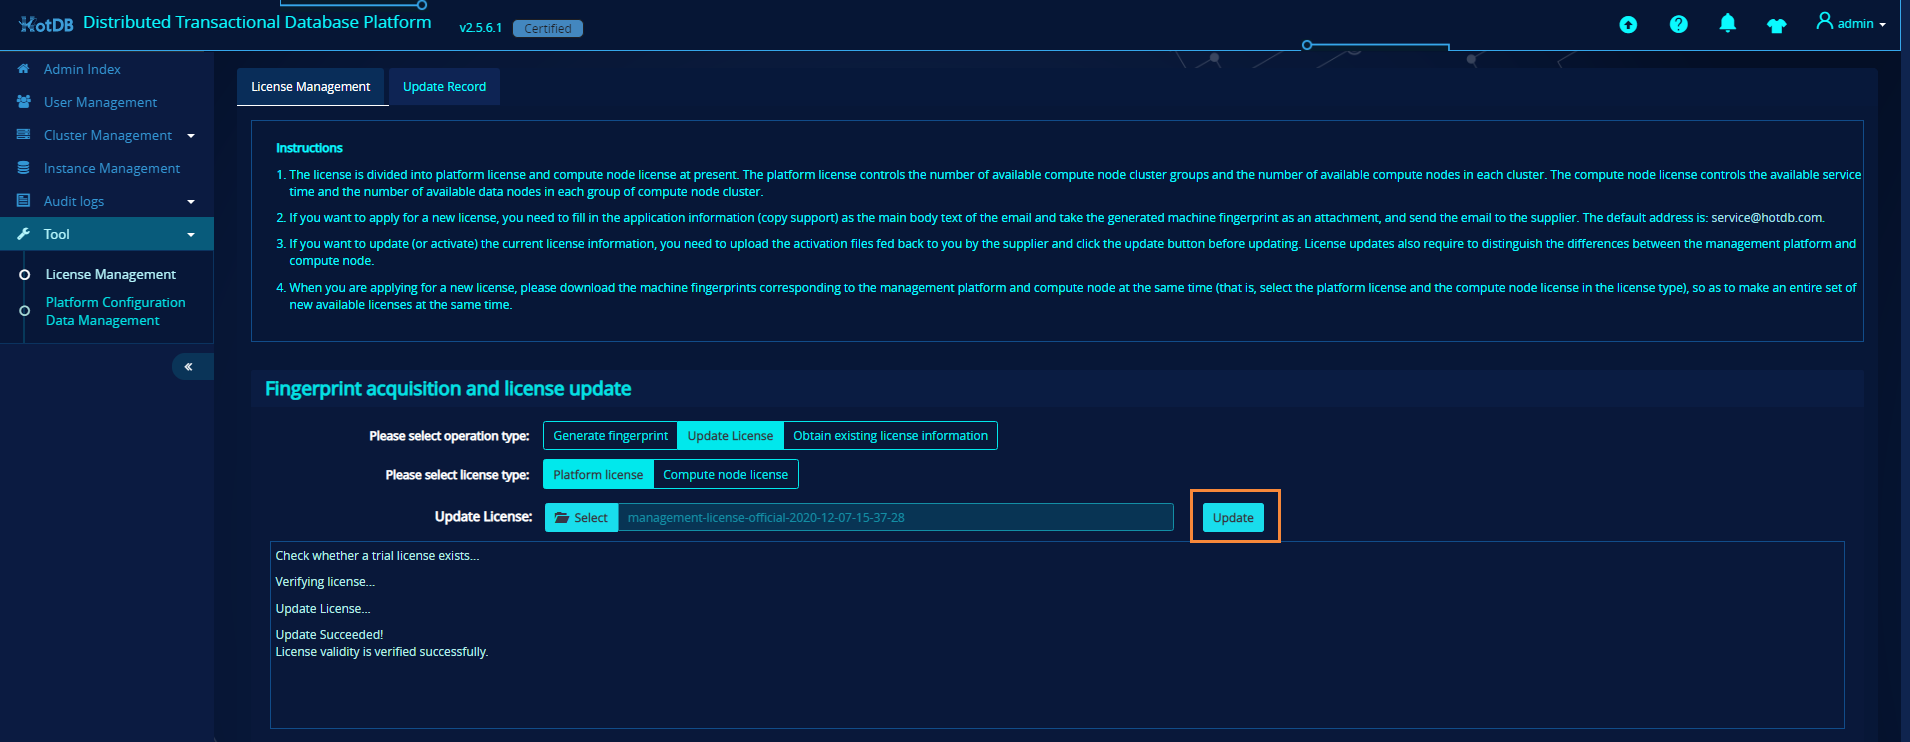 HotDB Distributed Transactional Database Platform v2.5.6.1 Certified
admin
Admin Index
User Management
Cluster Management
Instance Management
Audit logs
Tool
License Management
Platform Configuration
Data Management
License Management Update Record
Instructions
1. The license is divided into platform license and compute node license at present. The platform license controls the number of available compute node cluster groups and the number of available compute nodes in each cluster. The compute node license controls the available service
time and the number of available data nodes in each group of compute node cluster.
2. If you want to apply for a new license, you need to fill in the application information (copy support) as the main body text of the email and take the generated machine fingerprint as an attachment, and send the email to the supplier. The default address is: service@hotdb.com.
3. If you want to update (or activate) the current license information, you need to upload the activation files fed back to you by the supplier and click the update button before updating. License updates also require to distinguish the differences between the management platform and
compute node.
4. When you are applying for a new license, please download the machine fingerprints corresponding to the management platform and compute node at the same time (that is, select the platform license and the compute node license in the license type), so as to make an entire set of
new available licenses at the same time.
Fingerprint acquisition and license update
Please select operation type: Generate fingerprint Update License Obtain existing license information
Please select license type: Platform license Compute node license
Update License: Select management-license-official-2020-12-07-15-37-28 Update
Check whether a trial license exists...
Verifying license...
Update License...
Update Succeeded!
License validity is verified successfully.